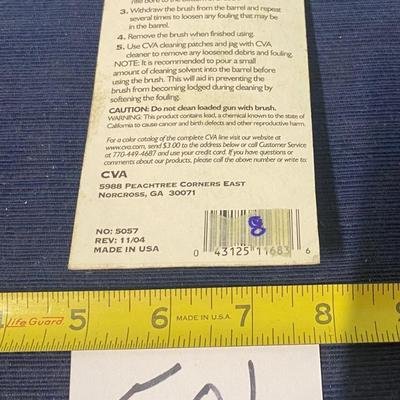 3. Withdraw the brush from the barrel and repeat
several times to loosen any fouling that may be
in the barrel.
4. Remove the brush when finished using.
5. Use CVA cleaning patches and jag with CVA
cleaner to remove any loosened debris and fouling.
NOTE: It is recommended to pour a small
amount of cleaning solvent into the barrel before
using the brush. This will aid in preventing the
brush from becoming lodged during cleaning by
softening the fouling.
CAUTION: Do not clean loaded gun with brush.
WARNING: This product contains lead, a chemical known to the state of
California to cause cancer and birth defects and other reproductive harm.
For a color catalog of the complete CVA line visit our website at
www.cva.com, send $3.00 to the address below or call Customer Service
at 770-449-4687 and use your credit card. If you have questions or
comments about our products, please call the above number or write to:
CVA
5988 PEACHTREE CORNERS EAST
NORCROSS, GA 30071
8
NO: 5057
REV: 11/04
MADE IN USA
0 43125 11683 6
Life Guard 5 6 MADE IN U.S.A. 7 8